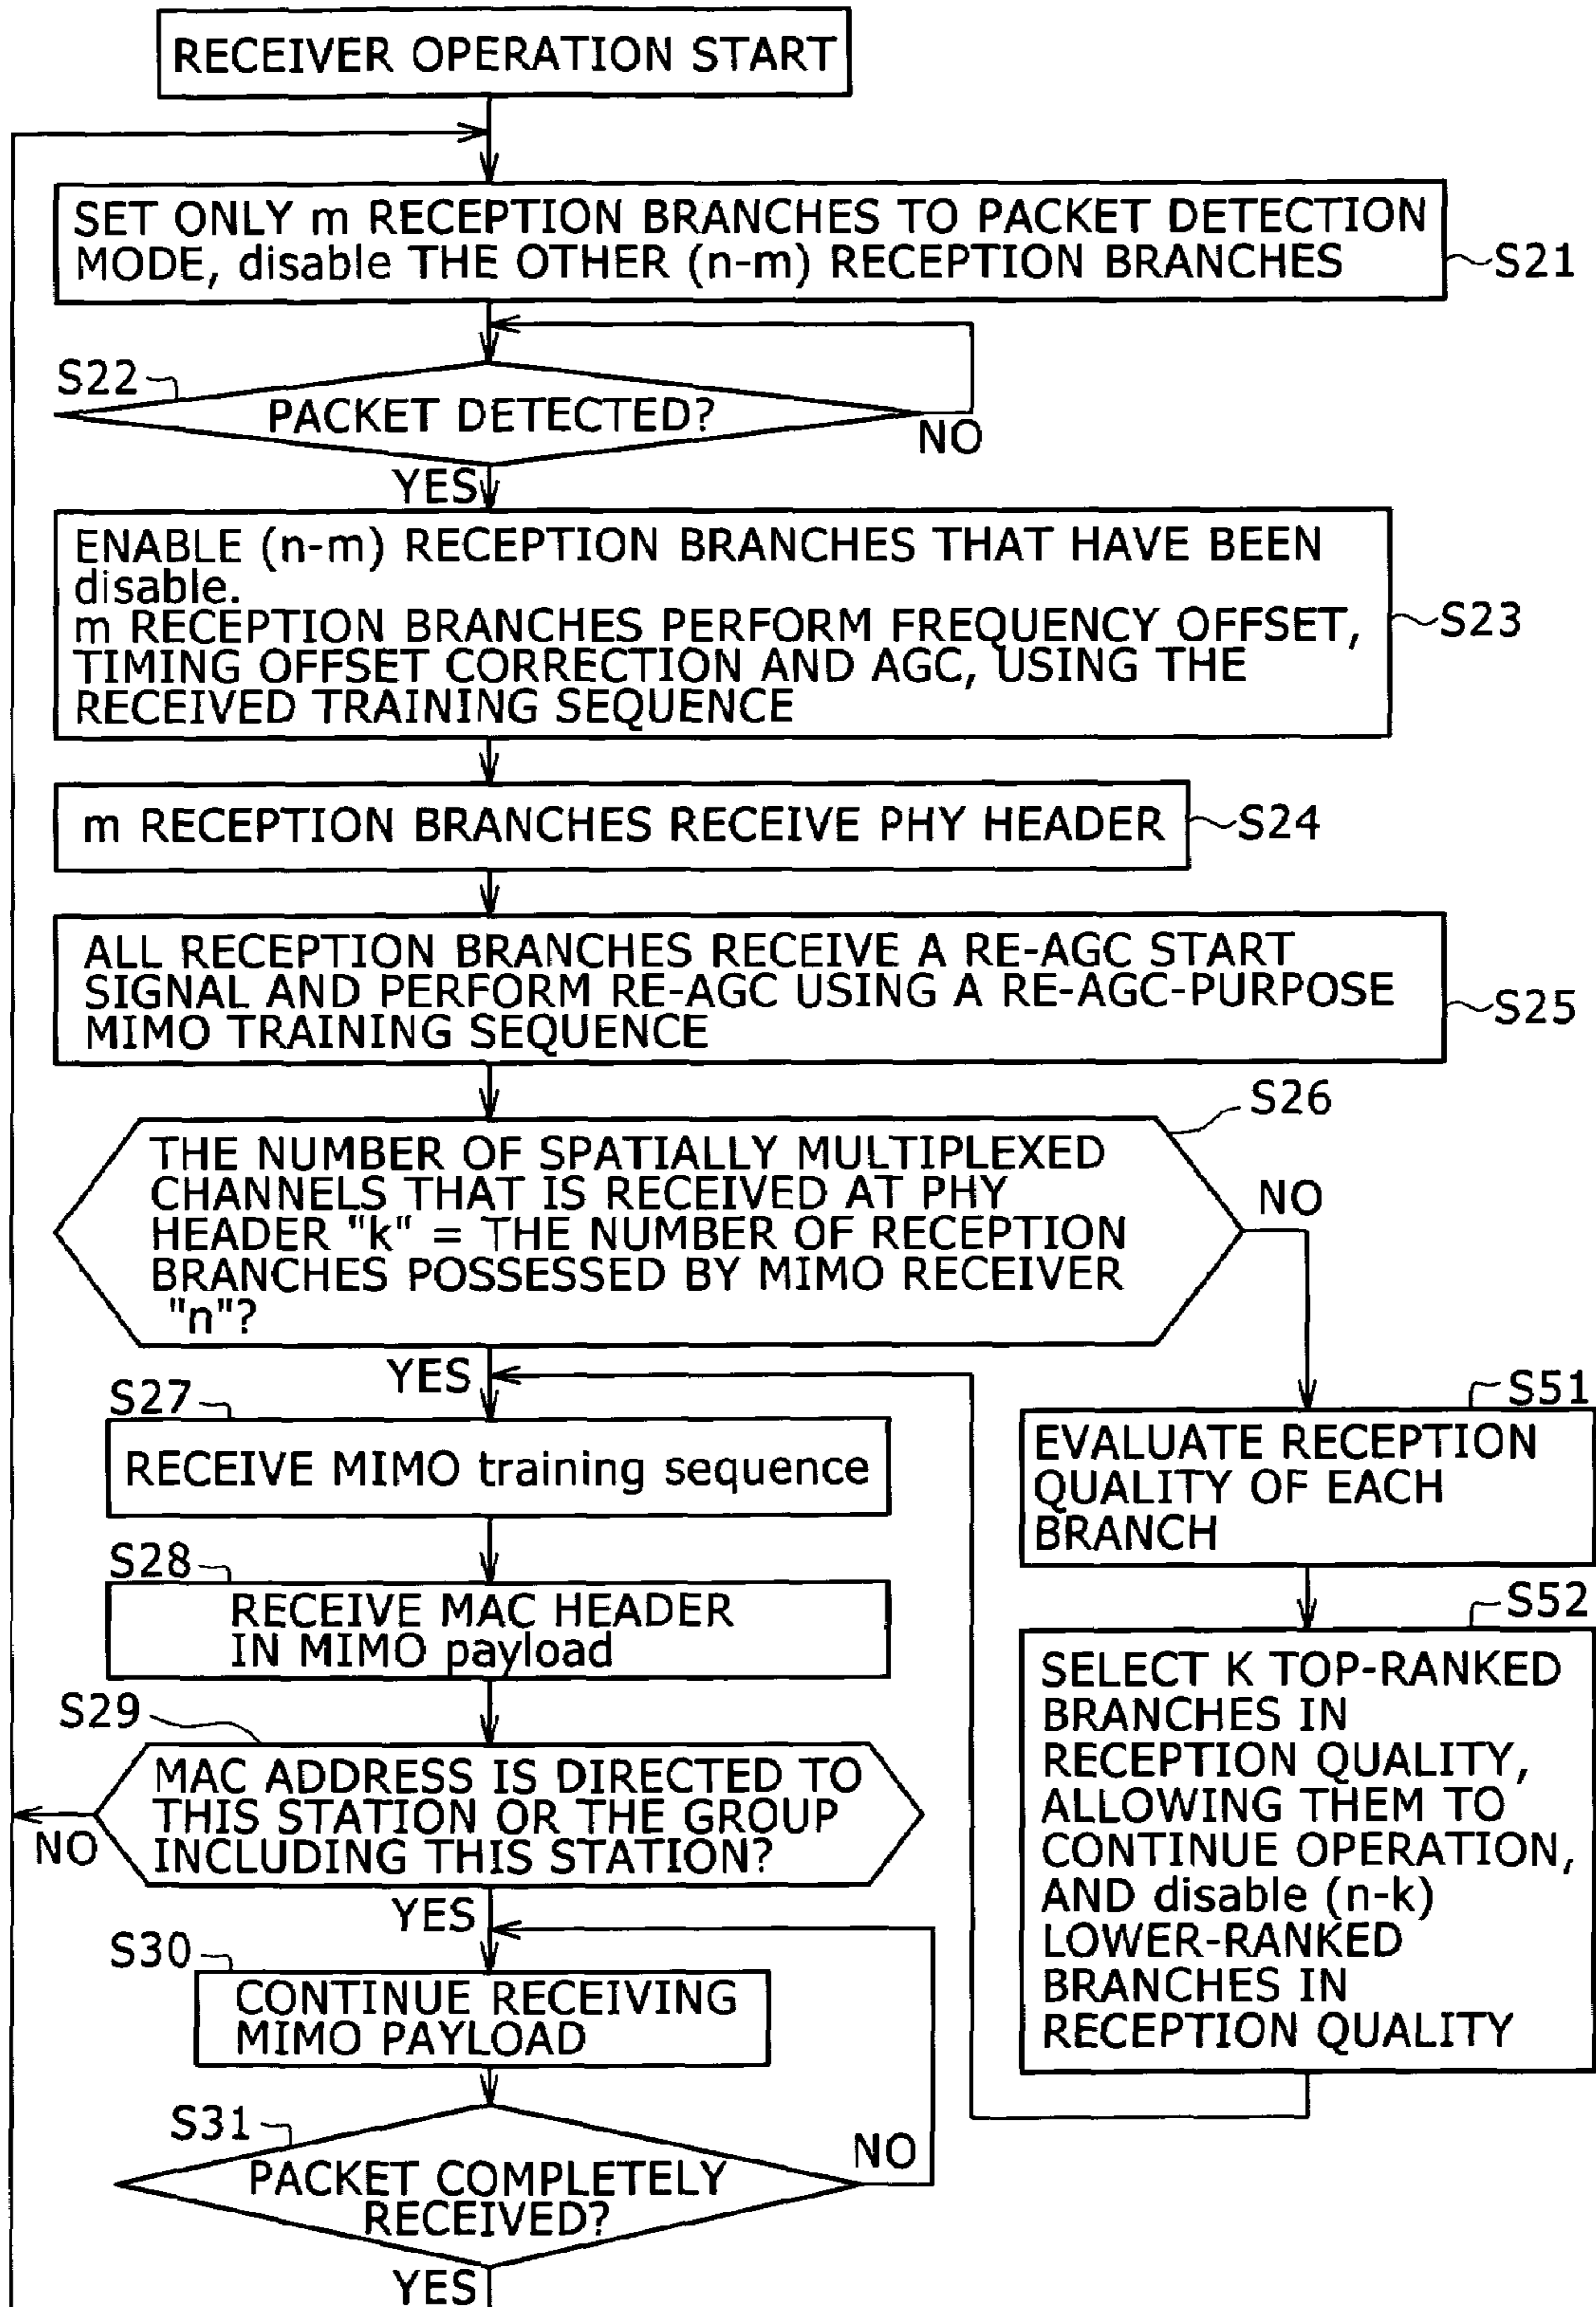 RECEIVER OPERATION START
SET ONLY m RECEPTION BRANCHES TO PACKET DETECTION
MODE, disable THE OTHER (n-m) RECEPTION BRANCHES
S21
S22
PACKET DETECTED?
NO
YES
ENABLE (n-m) RECEPTION BRANCHES THAT HAVE BEEN
disable.
m RECEPTION BRANCHES PERFORM FREQUENCY OFFSET,
TIMING OFFSET CORRECTION AND AGC, USING THE
RECEIVED TRAINING SEQUENCE
S23
m RECEPTION BRANCHES RECEIVE PHY HEADER
S24
ALL RECEPTION BRANCHES RECEIVE A RE-AGC START
SIGNAL AND PERFORM RE-AGC USING A RE-AGC-PURPOSE
MIMO TRAINING SEQUENCE
S25
S26
THE NUMBER OF SPATIALLY MULTIPLEXED
CHANNELS THAT IS RECEIVED AT PHY
HEADER "k" = THE NUMBER OF RECEPTION
BRANCHES POSSESSED BY MIMO RECEIVER
"n"?
NO
YES
S27
RECEIVE MIMO training sequence
S28
RECEIVE MAC HEADER
IN MIMO payload
S29
MAC ADDRESS IS DIRECTED TO
THIS STATION OR THE GROUP
INCLUDING THIS STATION?
NO
YES
S30
CONTINUE RECEIVING
MIMO PAYLOAD
S31
PACKET COMPLETELY
RECEIVED?
NO
YES
S51
EVALUATE RECEPTION
QUALITY OF EACH
BRANCH
S52
SELECT K TOP-RANKED
BRANCHES IN
RECEPTION QUALITY,
ALLOWING THEM TO
CONTINUE OPERATION,
AND disable (n-k)
LOWER-RANKED
BRANCHES IN
RECEPTION QUALITY